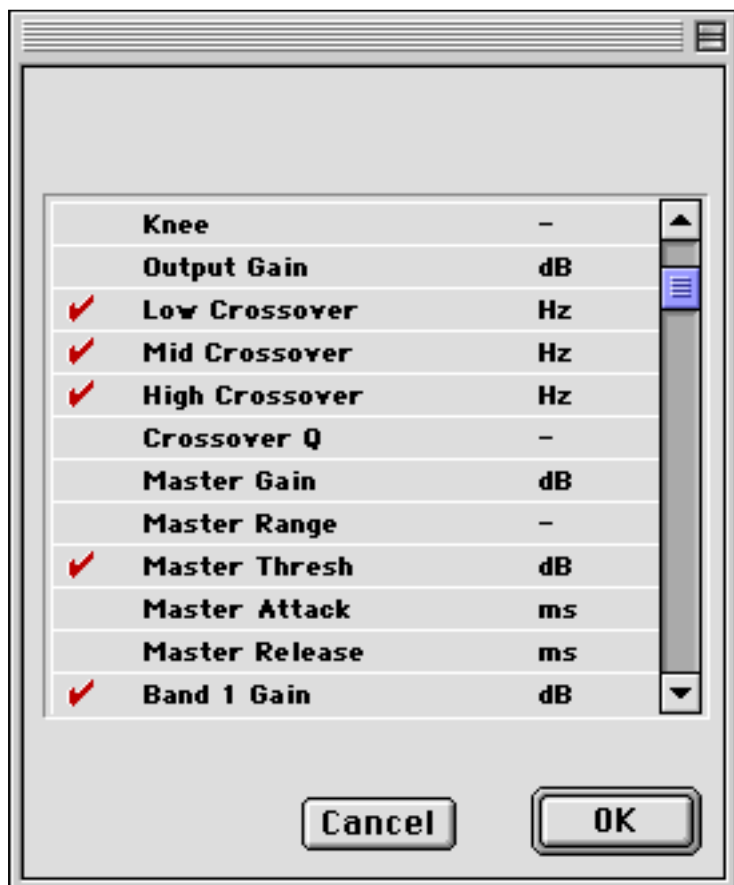 Knee -
Output Gain dB
✔ Low Crossover Hz
✔ Mid Crossover Hz
✔ High Crossover Hz
Crossover Q -
Master Gain dB
Master Range -
✔ Master Thresh dB
Master Attack ms
Master Release ms
✔ Band 1 Gain dB
Cancel OK